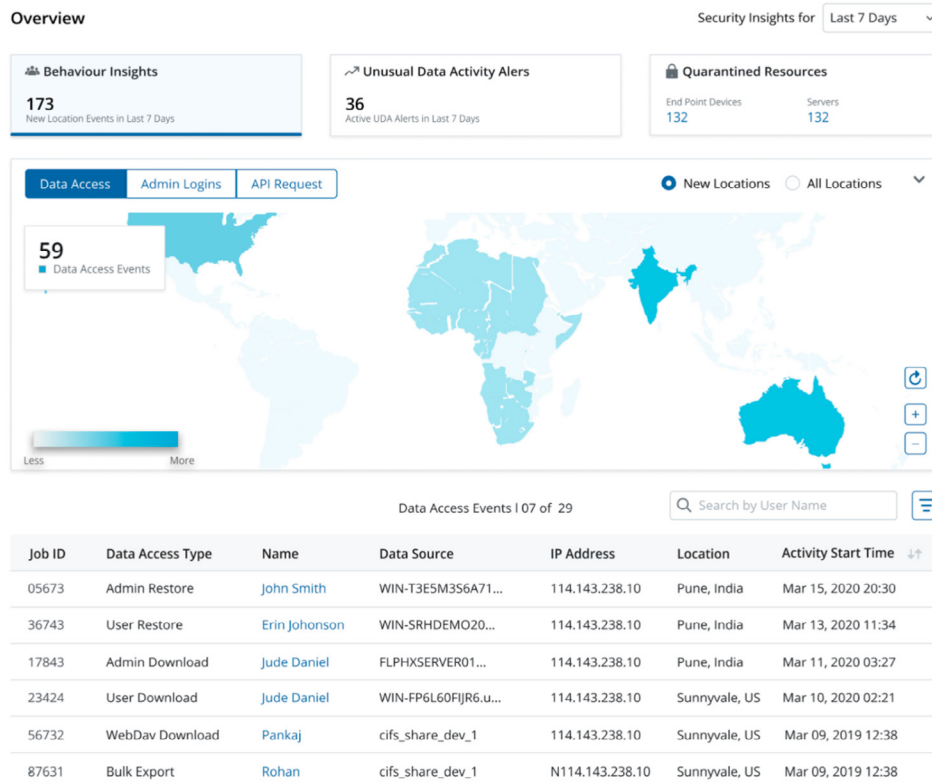 Overview
Security Insights for Last 7 Days
Behaviour Insights
173
New Location Events in Last 7 Days
Unusual Data Activity Alers
36
Active UDA Alerts in Last 7 Days
Quarantined Resources
End Point Devices Servers
132 132
Data Access Admin Logins API Request
New Locations All Locations
59
Data Access Events
Less More
Data Access Events l 07 of 29
Search by User Name
Job ID Data Access Type Name Data Source IP Address Location Activity Start Time
05673 Admin Restore John Smith WIN-T3E5M3S6A71... 114.143.238.10 Pune, India Mar 15, 2020 20:30
36743 User Restore Erin Johonson WIN-SRHDEMO20... 114.143.238.10 Pune, India Mar 13, 2020 11:34
17843 Admin Download Jude Daniel FLPHXSERVER01... 114.143.238.10 Pune, India Mar 11, 2020 03:27
23424 User Download Jude Daniel WIN-FP6L60FIJR6.u... 114.143.238.10 Sunnyvale, US Mar 10, 2020 02:21
56732 WebDav Download Pankaj cifs_share_dev_1 114.143.238.10 Sunnyvale, US Mar 09, 2019 12:38
87631 Bulk Export Rohan cifs_share_dev_1 N114.143.238.10 Sunnyvale, US Mar 09, 2019 12:38